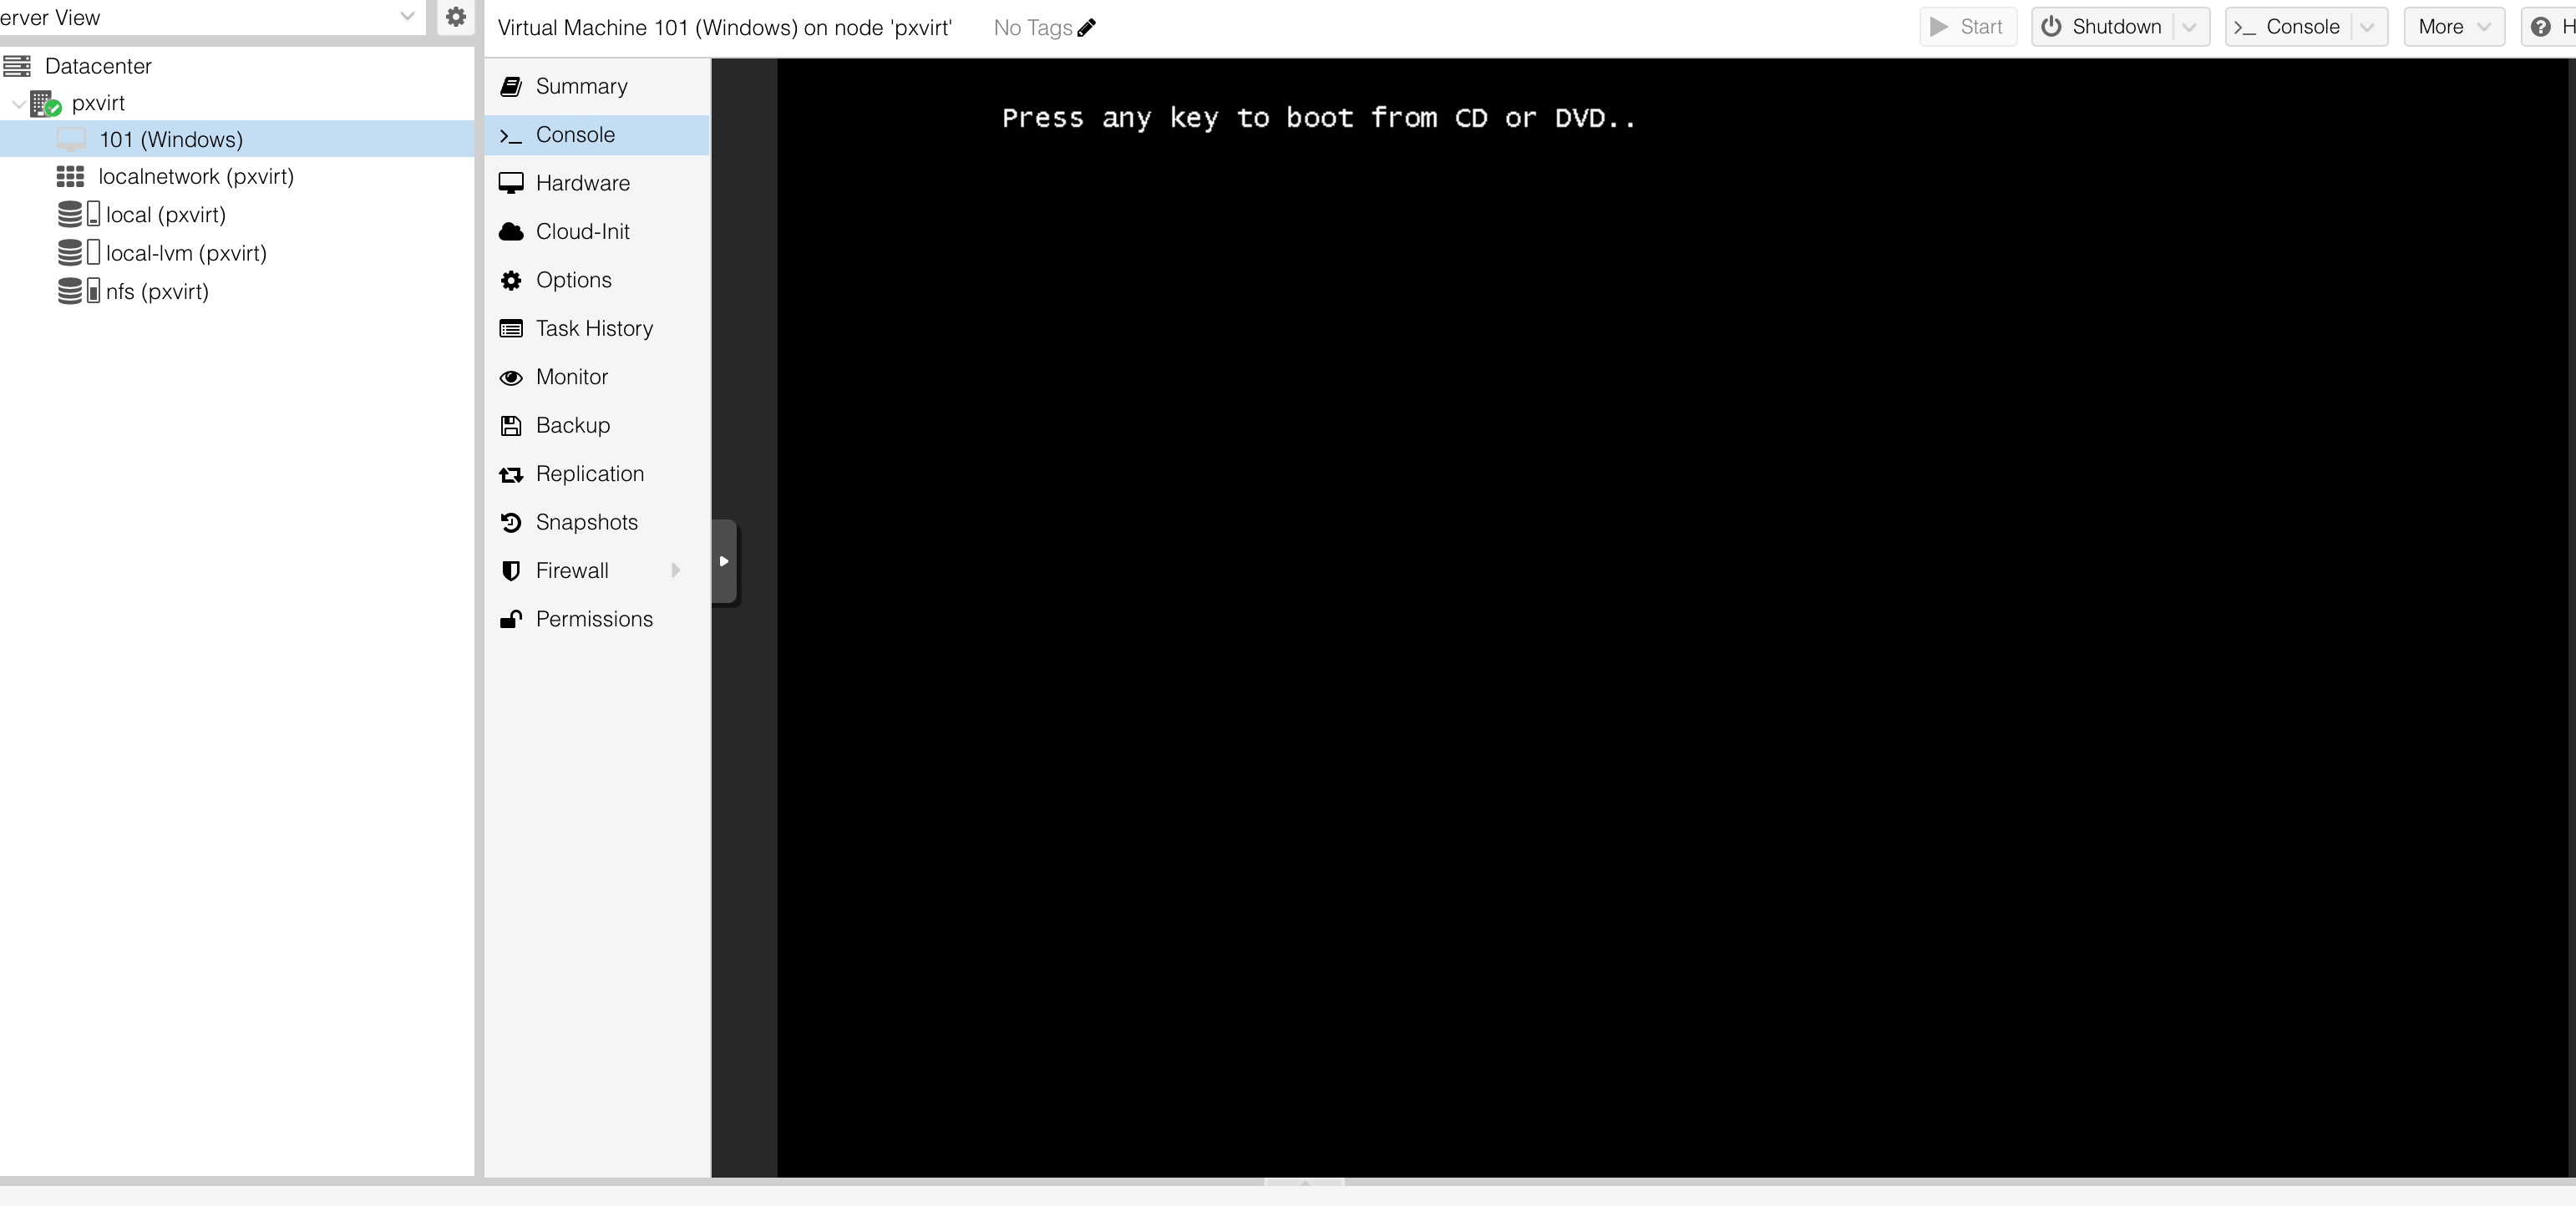 erver View
Virtual Machine 101 (Windows) on node 'pxvirt' No Tags Start Shutdown Console More H
Datacenter
pxvirt
101 (Windows)
localnetwork (pxvirt)
local (pxvirt)
local-lvm (pxvirt)
nfs (pxvirt)
Summary
Console
Hardware
Cloud-Init
Options
Task History
Monitor
Backup
Replication
Snapshots
Firewall
Permissions
Press any key to boot from CD or DVD..